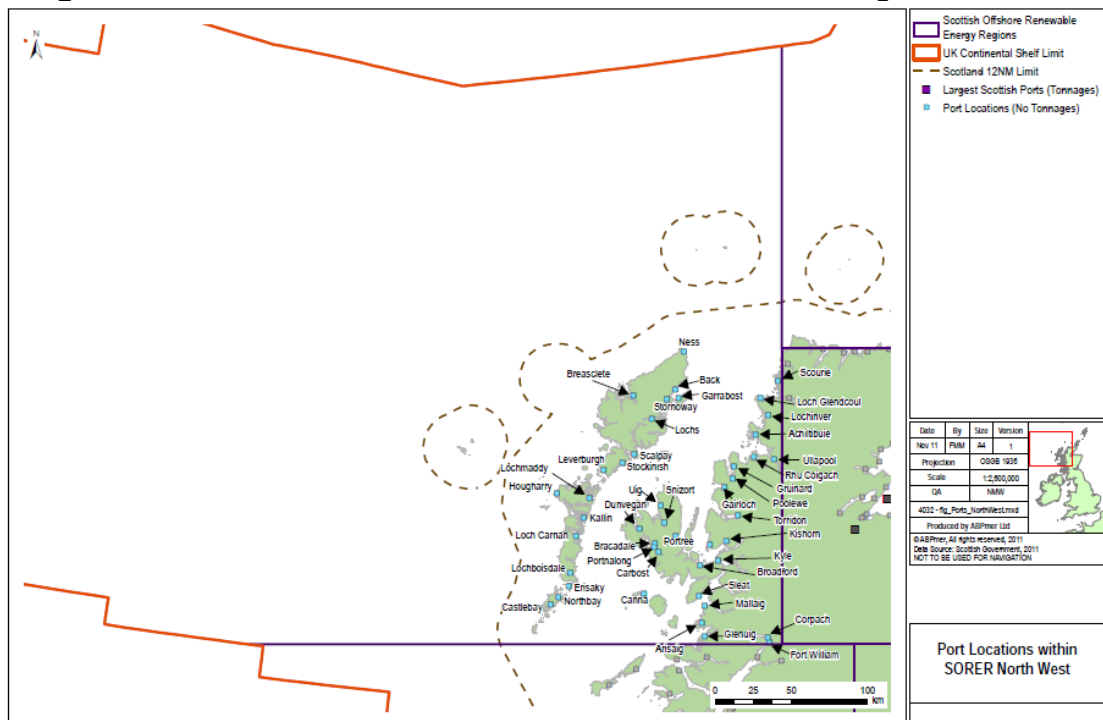 N
Ness
Breasclete
Back
Garrabost
Stornoway
Lochs
Scalpay
Stockinish
Leverburgh
Lochmaddy
Hougharry
Uig
Snizort
Dunvegan
Kallin
Loch Carnan
Bracadale
Portree
Portnalong
Carbost
Lochboisdale
Eriskay
Northbay
Castlebay
Canna
Scourie
Loch Glendcoul
Lochinver
Achiltibuie
Ullapool
Rhu Coigach
Gruinard
Gairloch
Poolewe
Torridon
Kishorn
Kyle
Broadford
Sleat
Mallaig
Corpach
Glenuig
Arisaig
Fort William
0 12.5 25 50 75 100
km
Scottish Offshore Renewable
Energy Regions
UK Continental Shelf Limit
Scotland 12NM Limit
Largest Scottish Ports (Tonnages)
Port Locations (No Tonnages)
Date By Size Version
Nov 11 FMM A4 1
Projection OSGB 1936
Scale 1:2,600,000
QA NMW
4032 - fig_Ports_NorthWest.mxd
Produced by ABPmer Ltd
© ABPmer, All rights reserved, 2011
Data Source: Scottish Government, 2011
NOT TO BE USED FOR NAVIGATION
Port Locations within
SORER North West